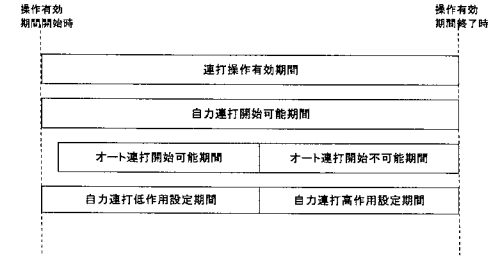 操作有効
期間開始時
操作有効
期間終了時
連打操作有効期間
自力連打開始可能期間
オート連打開始可能期間
オート連打開始不可能期間
自力連打低作用設定期間
自力連打高作用設定期間